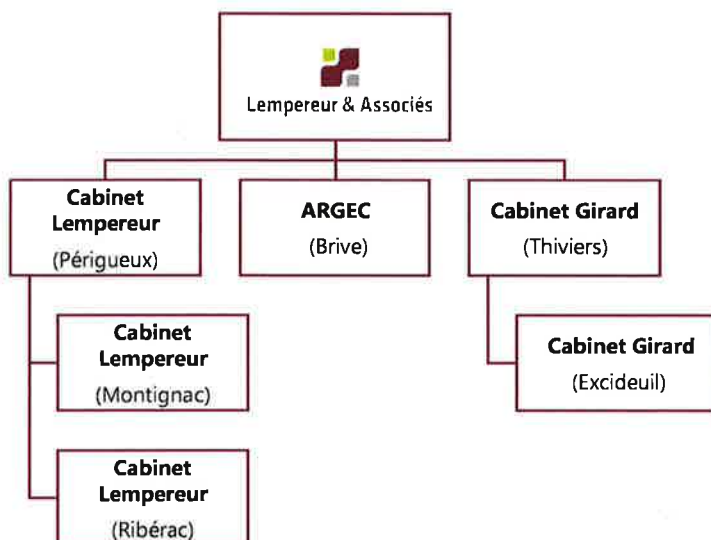 Lempereur & Associés
Cabinet
Lempereur
(Périgueux)
ARGEC
(Brive)
Cabinet Girard
(Thiviers)
Cabinet
Lempereur
(Montignac)
Cabinet Girard
(Excideuil)
Cabinet
Lempereur
(Ribérac)